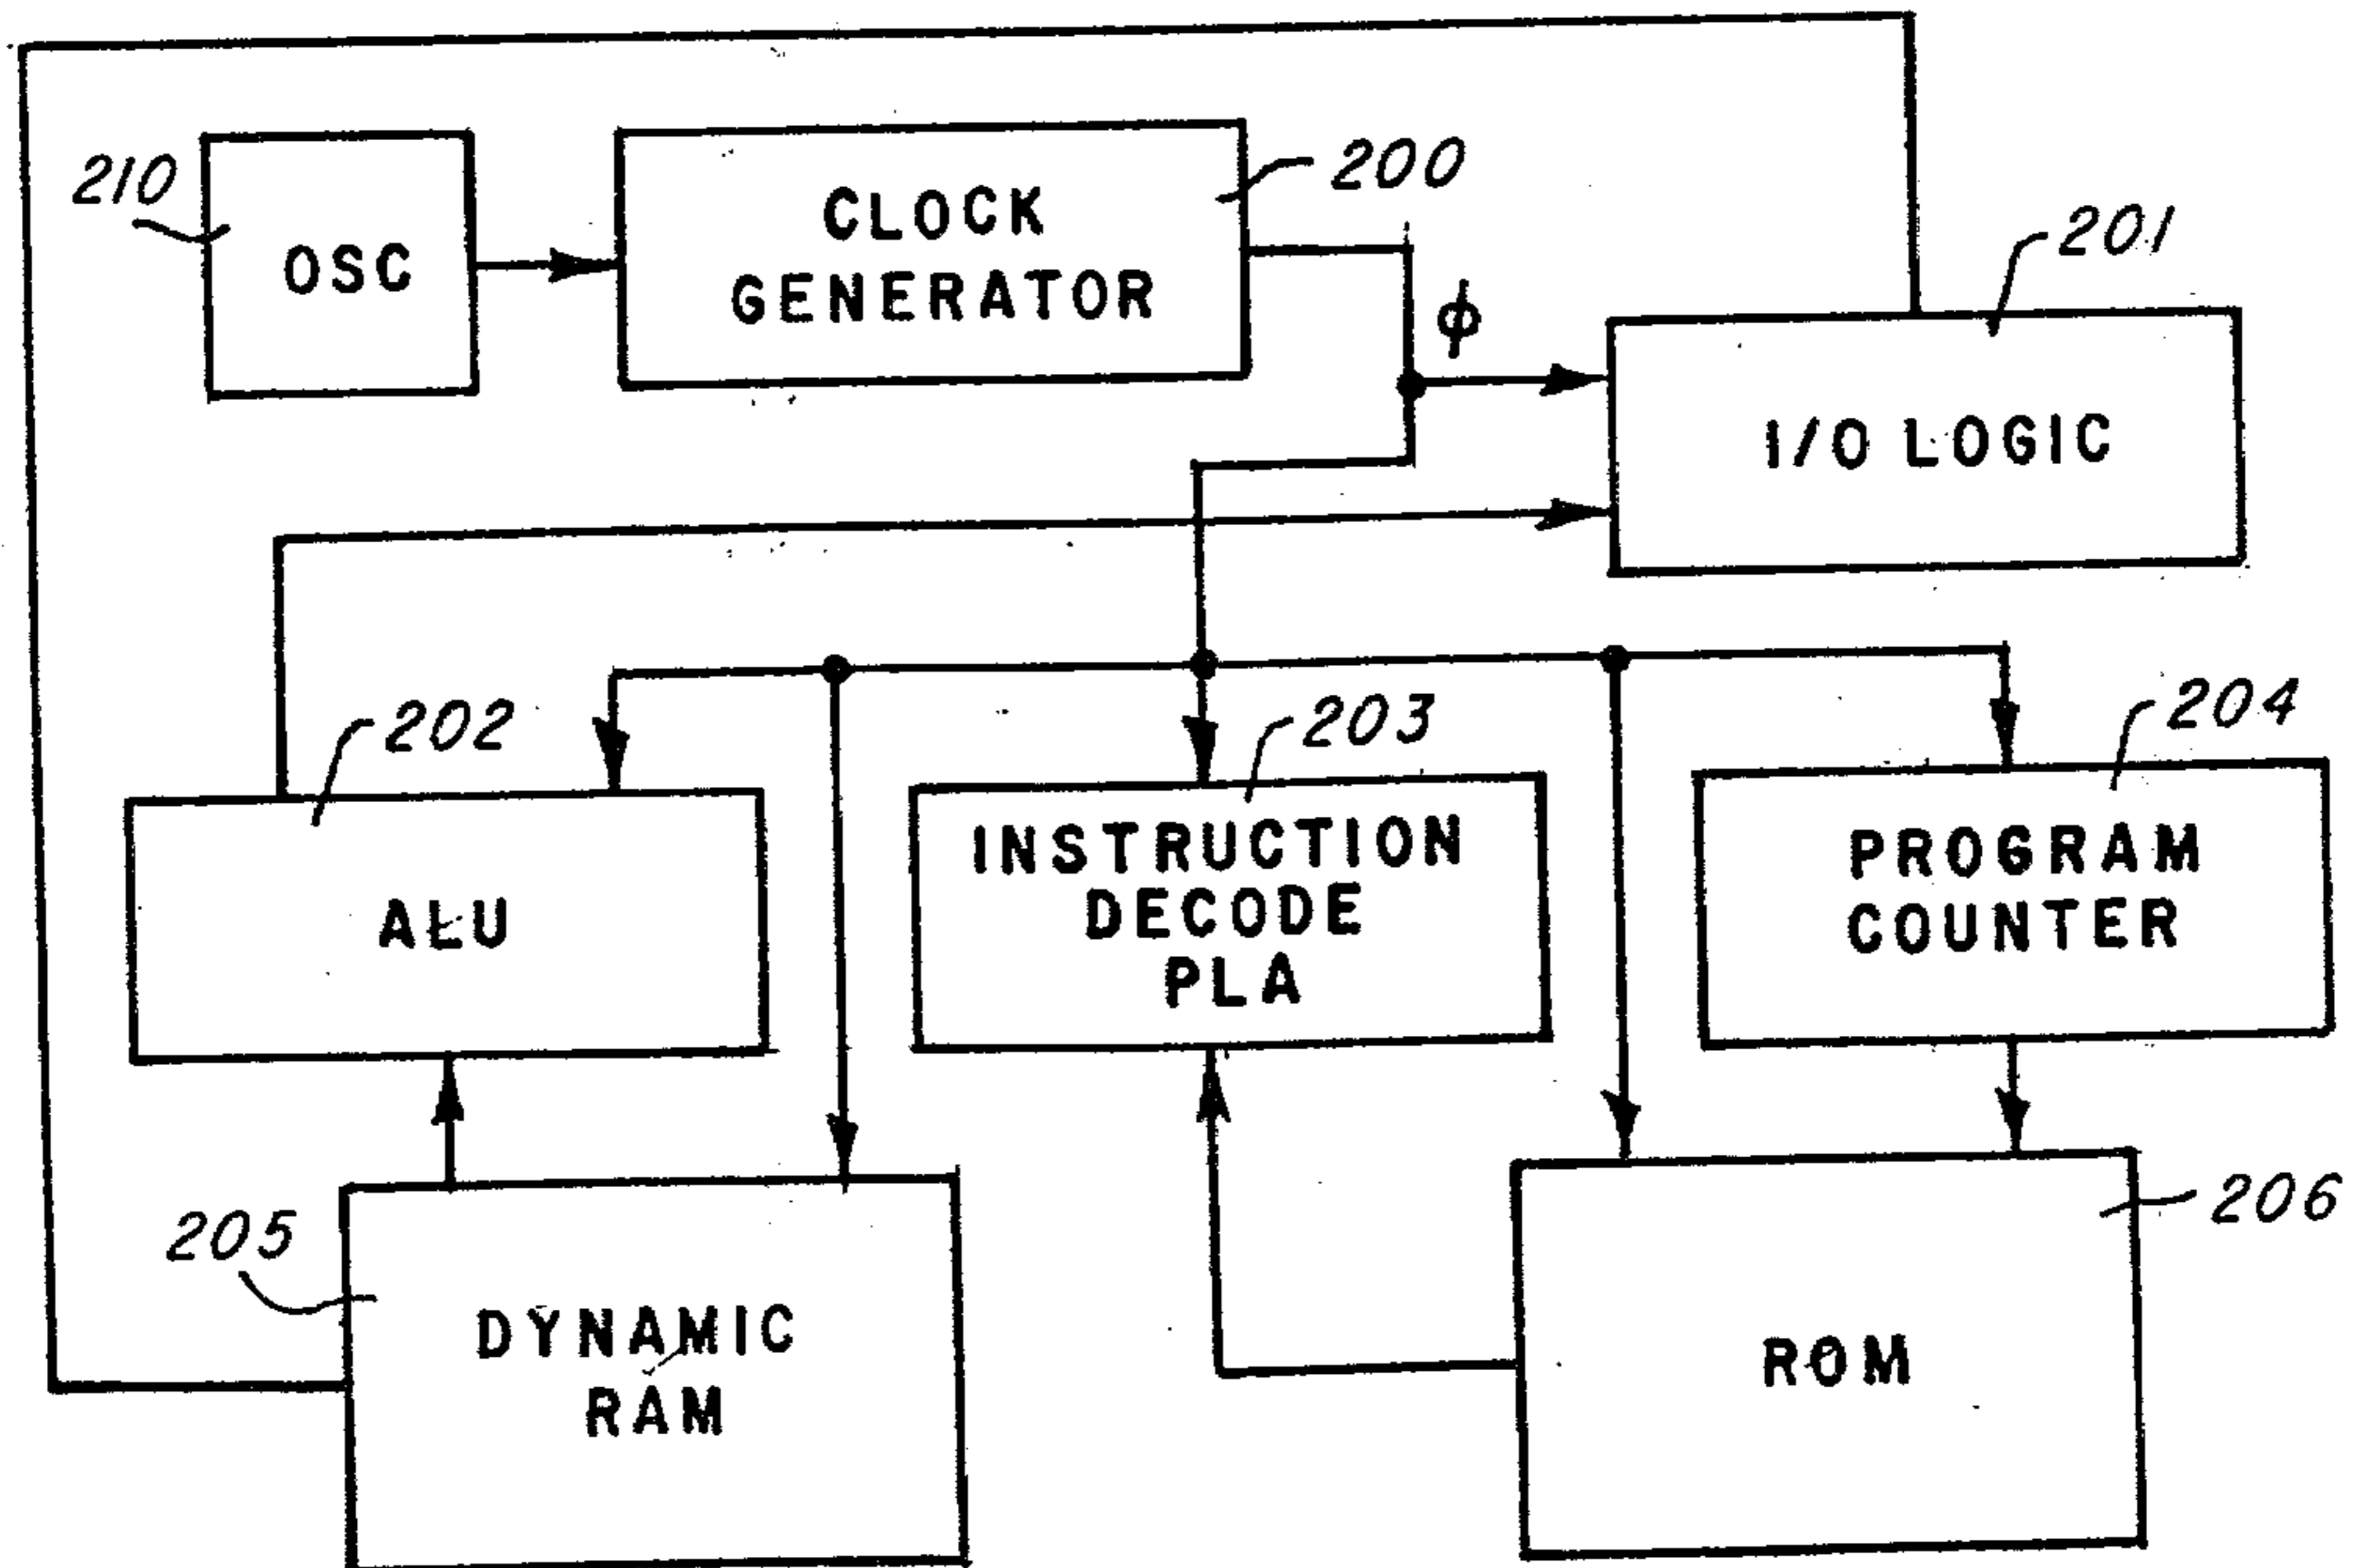 210
OSC
CLOCK
GENERATOR
200
ϕ
201
I/O LOGIC
202
ALU
203
INSTRUCTION
DECODE
PLA
204
PROGRAM
COUNTER
205
DYNAMIC
RAM
206
ROM